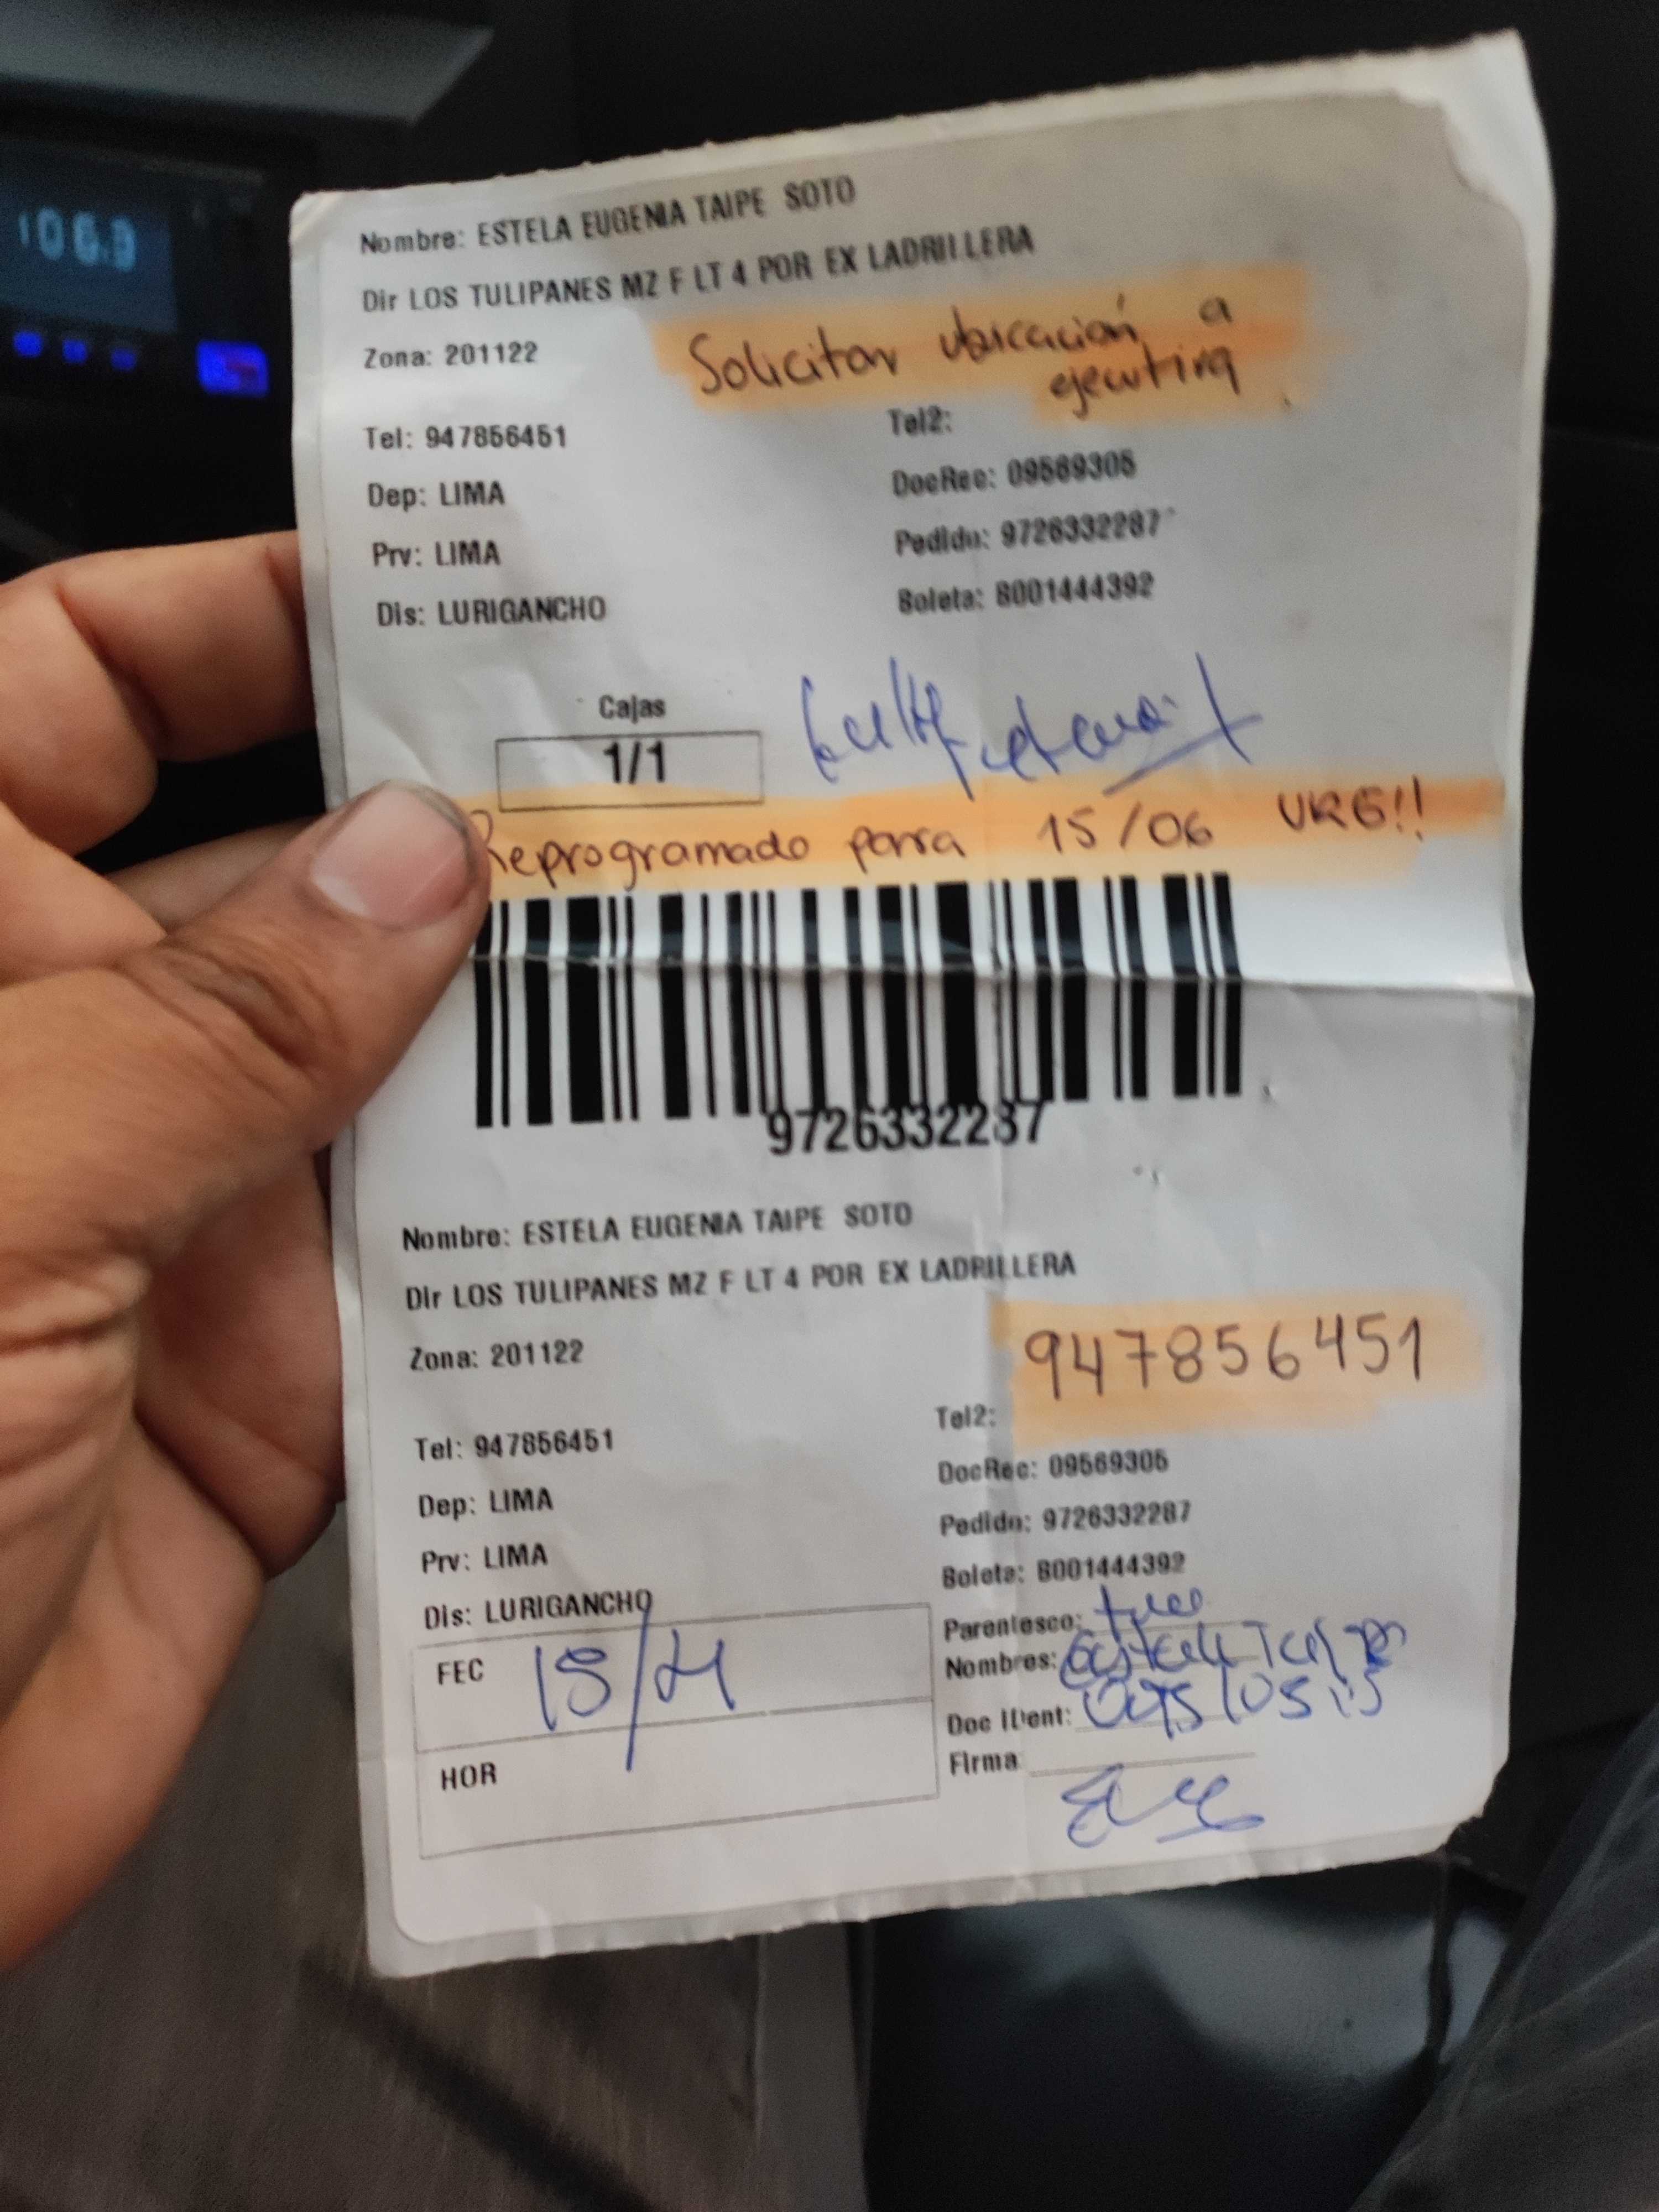 106.3
Nombre: ESTELA EUGENIA TAIPE SOTO
Dir LOS TULIPANES MZ F LT 4 POR EX LADRILLERA
Zona: 201122
Solicitar ubicación a
ejecutiva
Tel: 947856451
Tel2:
Dep: LIMA
DocRec: 09569305
Prv: LIMA
Pedido: 9726332287
Dis: LURIGANCHO
Boleta: 8001444392
Cajas
1/1
Reprogramado para 15/06 URG!!
9726332287
Nombre: ESTELA EUGENIA TAIPE SOTO
Dir LOS TULIPANES MZ F LT 4 POR EX LADRILLERA
Zona: 201122
947856451
Tel: 947856451
Tel2:
Dep: LIMA
DocRec: 09569305
Prv: LIMA
Pedido: 9726332287
Dis: LURIGANCHO
Boleta: 8001444392
Parentesco:
FEC
Nombres:
Doc IDent:
HOR
Firma